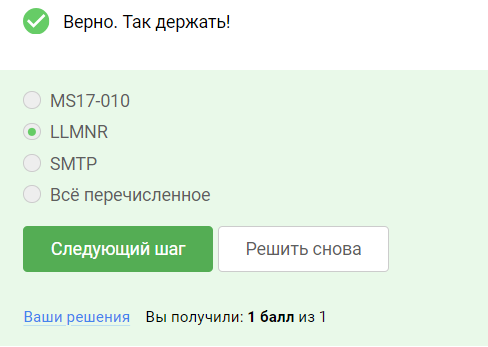 Верно. Так держать!
MS17-010
LLMNR
SMTP
Всё перечисленное
Следующий шаг Решить снова
Ваши решения Вы получили: 1 балл из 1